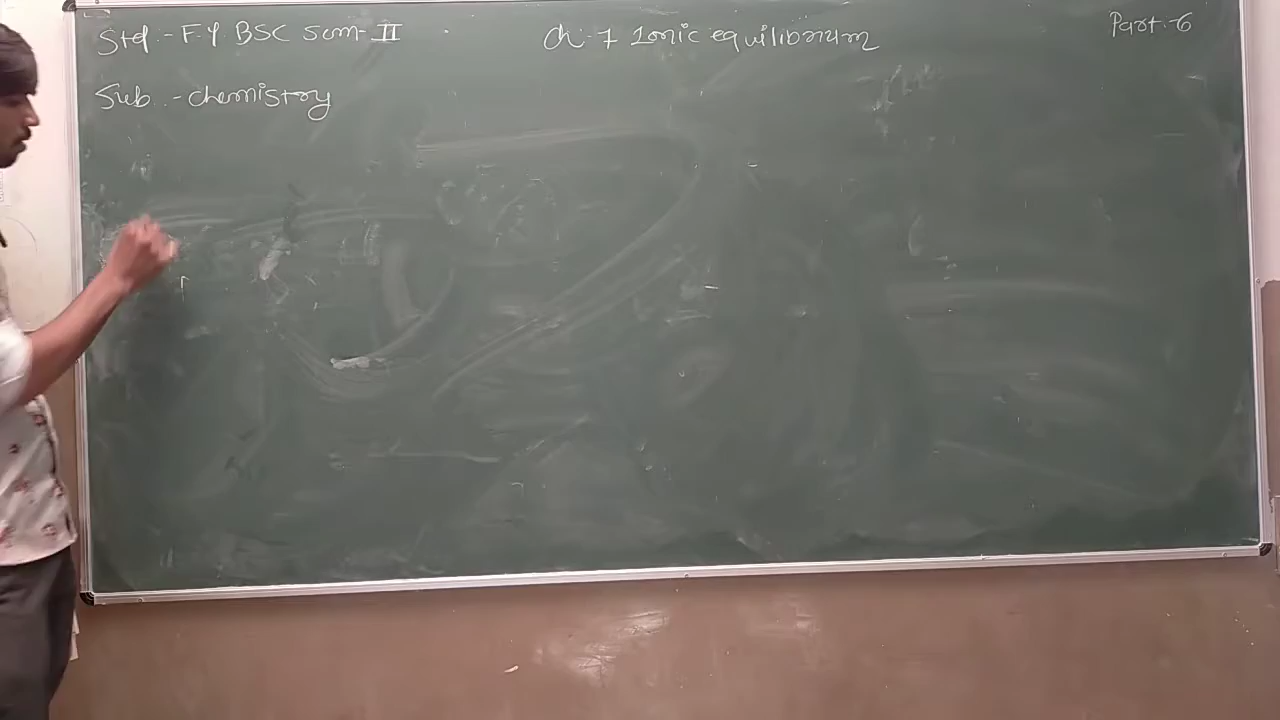 Std :- F.Y BSC Sem-II
Ch :- 7 Ionic equilibrium
Part-6
Sub :- chemistry